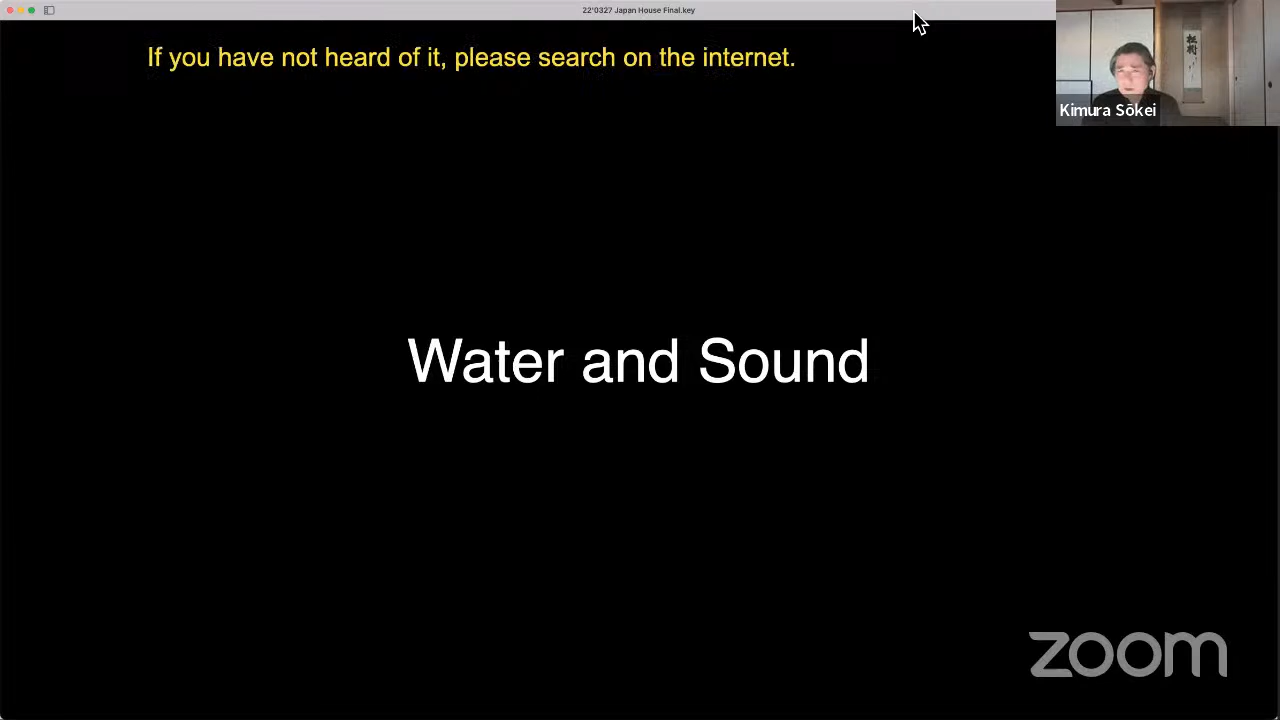 22'0327 Japan House Final.key
If you have not heard of it, please search on the internet.
Kimura Sōkei
Water and Sound
zoom